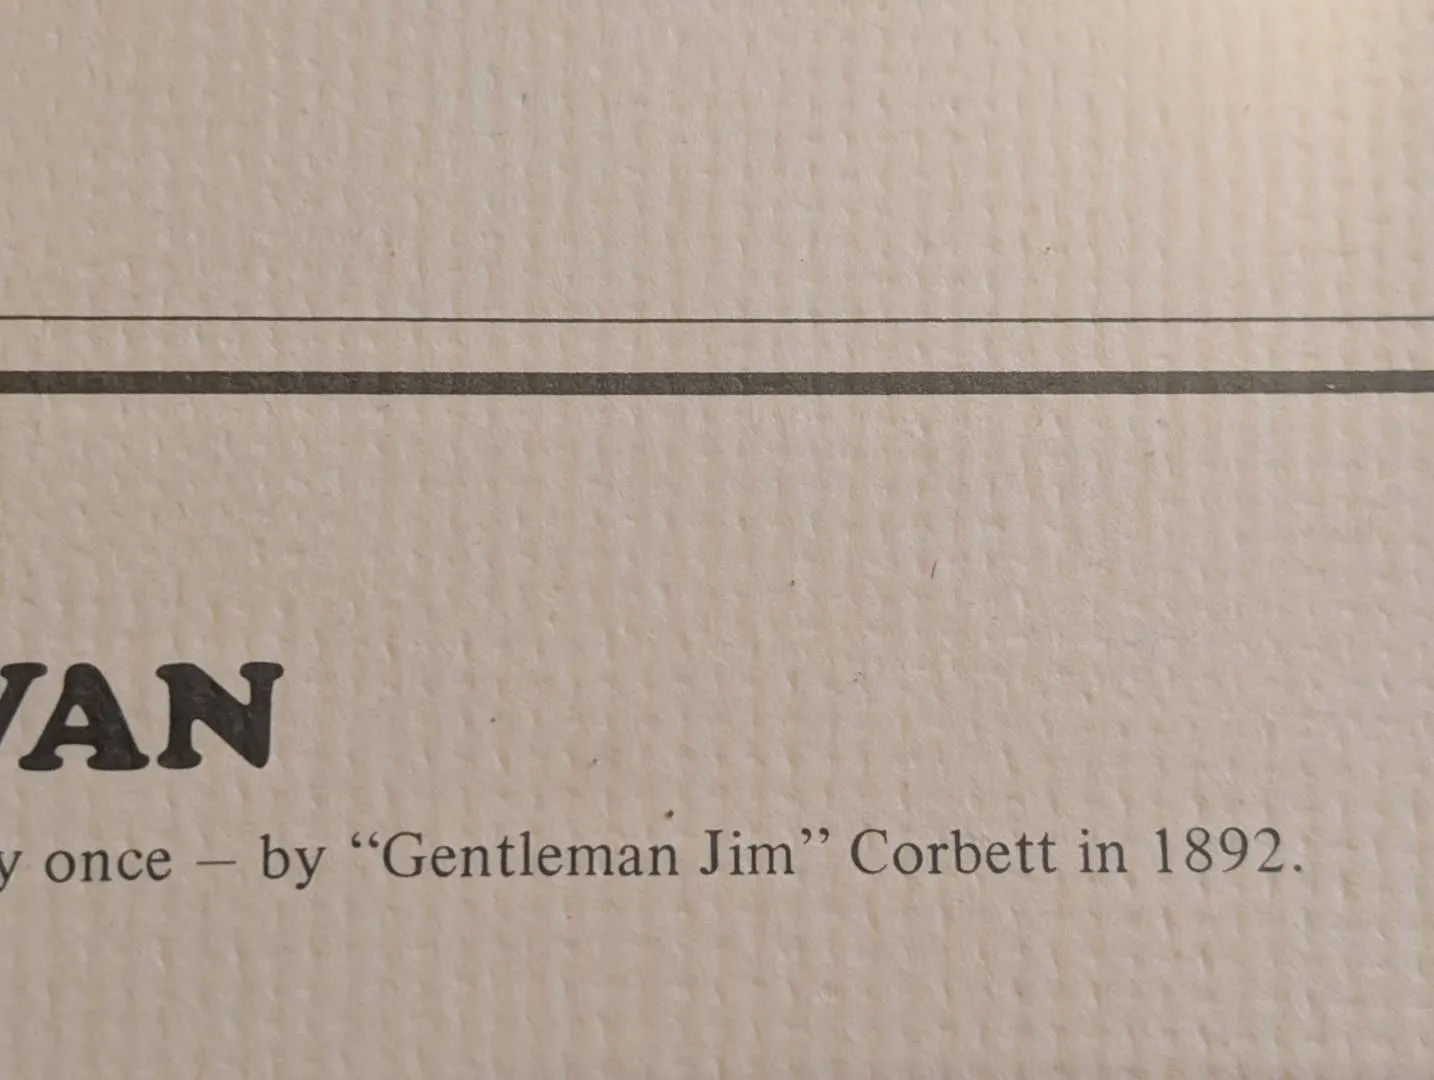 VAN
y once – by “Gentleman Jim” Corbett in 1892.